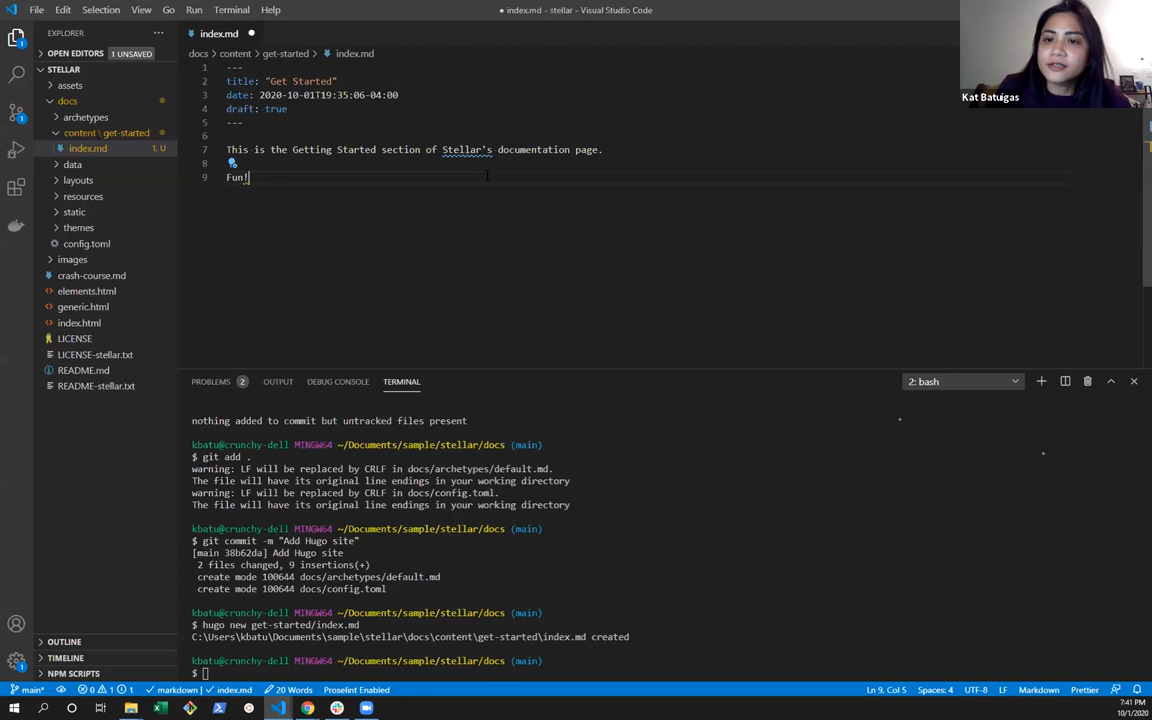 File Edit Selection View Go Run Terminal Help
● index.md - stellar - Visual Studio Code
Kat Batuigas
EXPLORER
OPEN EDITORS 1 UNSAVED
STELLAR
assets
docs
archetypes
content \ get-started
index.md 1, U
data
layouts
resources
static
themes
config.toml
images
crash-course.md
elements.html
generic.html
index.html
LICENSE
LICENSE-stellar.txt
README.md
README-stellar.txt
OUTLINE
TIMELINE
NPM SCRIPTS
index.md
docs > content > get-started > index.md
1 ---
2 title: "Get Started"
3 date: 2020-10-01T19:35:06-04:00
4 draft: true
5 ---
6
7 This is the Getting Started section of Stellar's documentation page.
8
9 Fun!
PROBLEMS 2 OUTPUT DEBUG CONSOLE TERMINAL
2: bash
nothing added to commit but untracked files present
kbatu@crunchy-dell MINGW64 ~/Documents/sample/stellar/docs (main)
$ git add .
warning: LF will be replaced by CRLF in docs/archetypes/default.md.
The file will have its original line endings in your working directory
warning: LF will be replaced by CRLF in docs/config.toml.
The file will have its original line endings in your working directory
kbatu@crunchy-dell MINGW64 ~/Documents/sample/stellar/docs (main)
$ git commit -m "Add Hugo site"
[main 38b62da] Add Hugo site
2 files changed, 9 insertions(+)
create mode 100644 docs/archetypes/default.md
create mode 100644 docs/config.toml
kbatu@crunchy-dell MINGW64 ~/Documents/sample/stellar/docs (main)
$ hugo new get-started/index.md
C:\Users\kbatu\Documents\sample\stellar\docs\content\get-started\index.md created
kbatu@crunchy-dell MINGW64 ~/Documents/sample/stellar/docs (main)
$
main* 0 1 1 markdown index.md 20 Words Proselint Enabled Ln 9, Col 5 Spaces: 4 UTF-8 LF Markdown Prettier
7:41 PM
10/1/2020